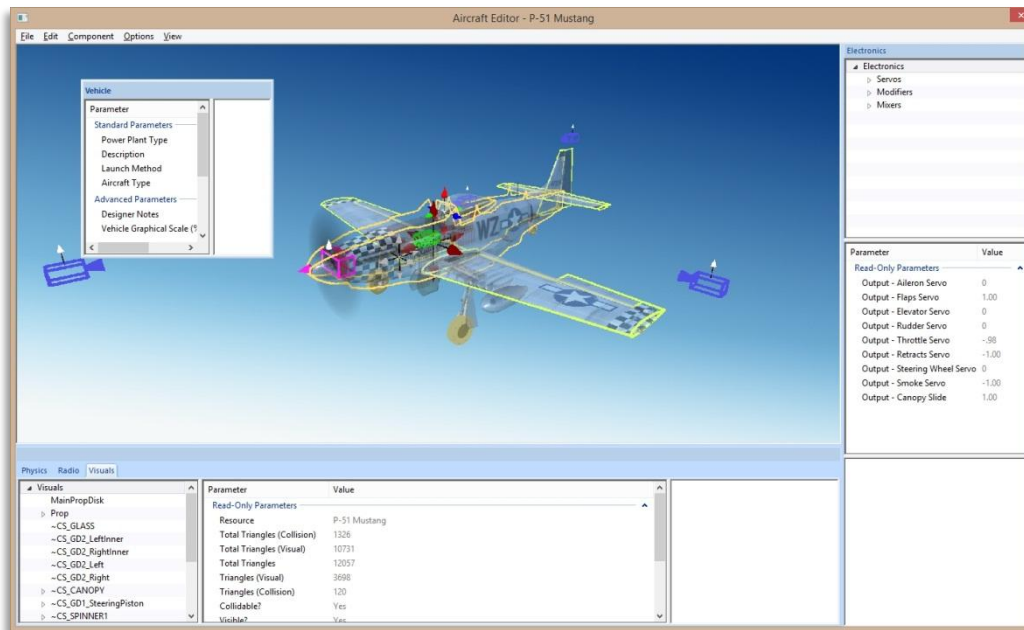 Aircraft Editor - P-51 Mustang
File Edit Component Options View
Vehicle
Parameter
Standard Parameters
Power Plant Type
Description
Launch Method
Aircraft Type
Advanced Parameters
Designer Notes
Vehicle Graphical Scale (%
WZ
Electronics
Electronics
Servos
Modifiers
Mixers
Parameter Value
Read-Only Parameters
Output - Aileron Servo 0
Output - Flaps Servo 1.00
Output - Elevator Servo 0
Output - Rudder Servo 0
Output - Throttle Servo -.98
Output - Retracts Servo -1.00
Output - Steering Wheel Servo 0
Output - Smoke Servo -1.00
Output - Canopy Slide 1.00
Physics Radio Visuals
Visuals
MainPropDisk
Prop
~CS_GLASS
~CS_GD2_LeftInner
~CS_GD2_RightInner
~CS_GD2_Left
~CS_GD2_Right
~CS_CANOPY
~CS_GD1_SteeringPiston
~CS_SPINNER1
Parameter Value
Read-Only Parameters
Resource P-51 Mustang
Total Triangles (Collision) 1326
Total Triangles (Visual) 10731
Total Triangles 12057
Triangles (Visual) 3698
Triangles (Collision) 120
Collidable? Yes
Visible? Yes